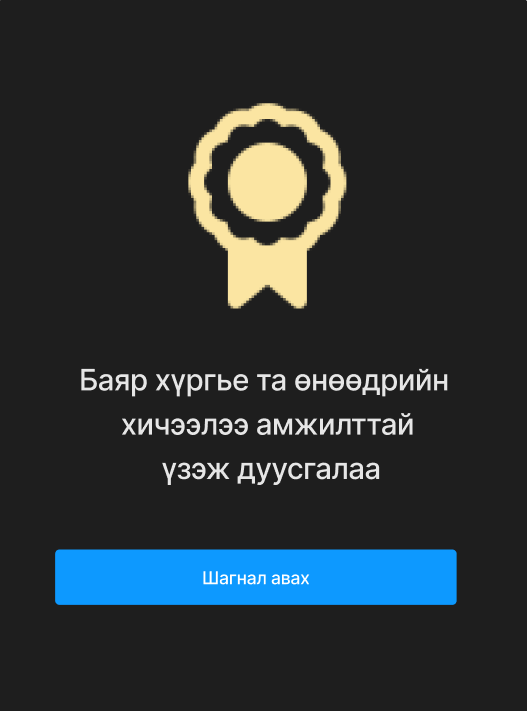 Баяр хүргье та өнөөдрийн
хичээлээ амжилттай
үзэж дуусгалаа
Шагнал авах